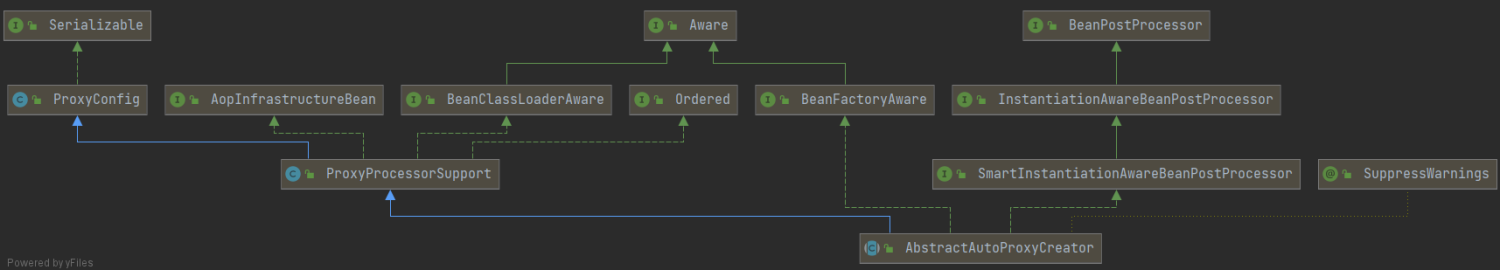 Serializable
Aware
BeanPostProcessor
ProxyConfig
AopInfrastructureBean
BeanClassLoaderAware
Ordered
BeanFactoryAware
InstantiationAwareBeanPostProcessor
ProxyProcessorSupport
SmartInstantiationAwareBeanPostProcessor
SuppressWarnings
AbstractAutoProxyCreator
Powered by yFiles